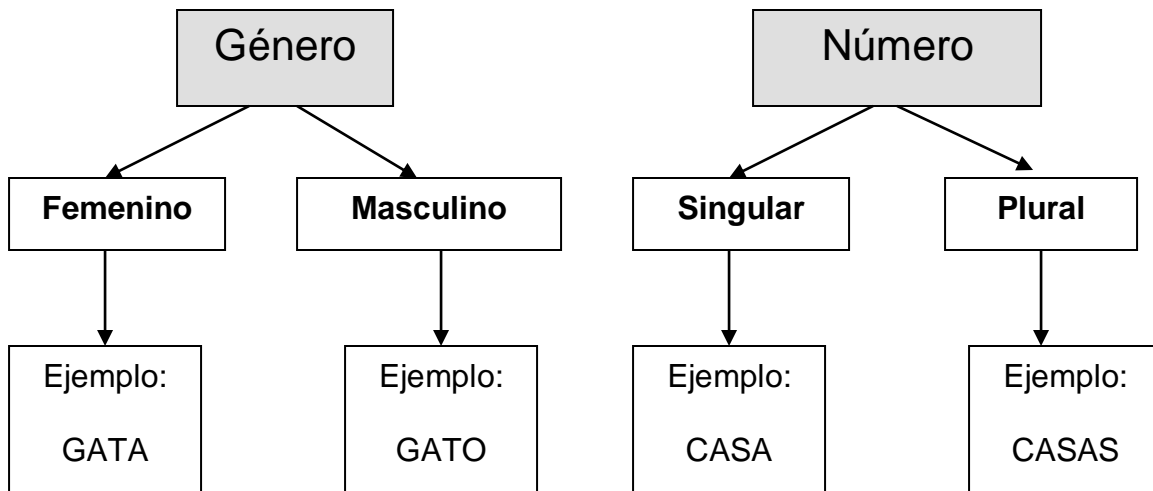 Género
Número
Femenino
Masculino
Singular
Plural
Ejemplo:
GATA
Ejemplo:
GATO
Ejemplo:
CASA
Ejemplo:
CASAS